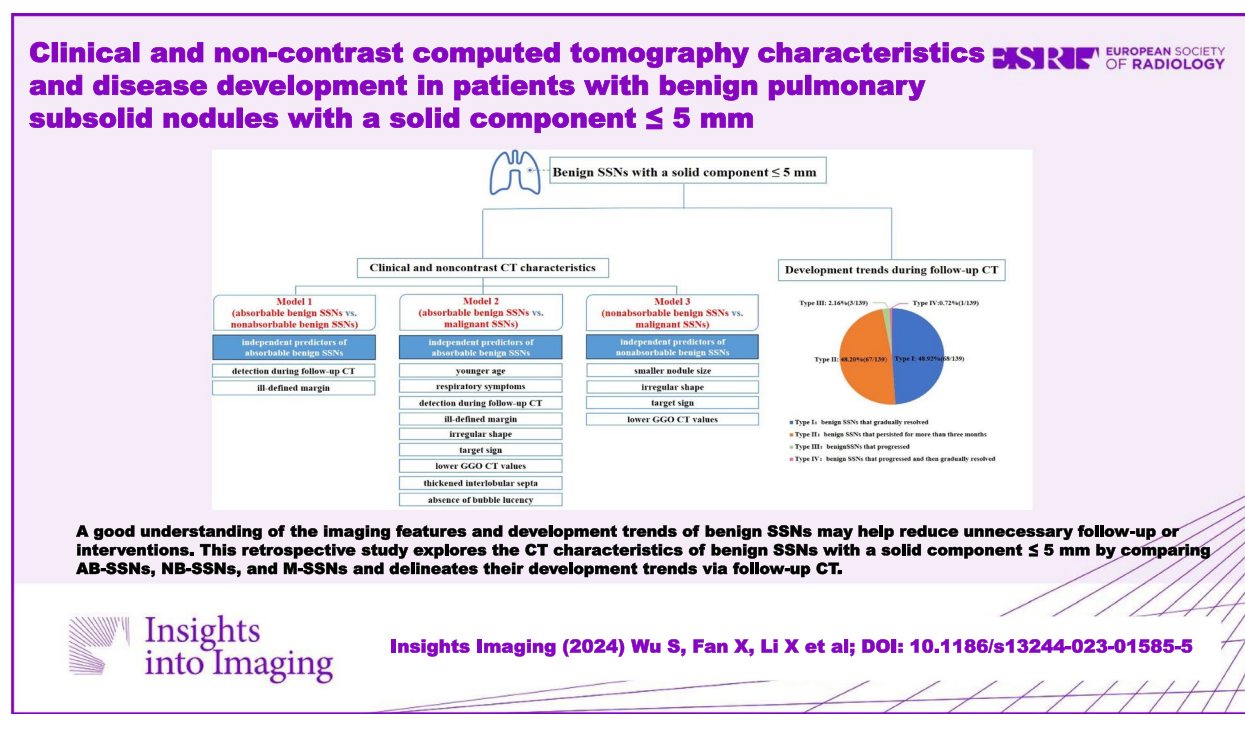 Clinical and non-contrast computed tomography characteristics
and disease development in patients with benign pulmonary
subsolid nodules with a solid component ≤ 5 mm
EUROPEAN SOCIETY
OF RADIOLOGY
Benign SSNs with a solid component ≤ 5 mm
Clinical and noncontrast CT characteristics
Model 1
(absorbable benign SSNs vs.
nonabsorbable benign SSNs)
independent predictors of
absorbable benign SSNs
detection during follow-up CT
ill-defined margin
Model 2
(absorbable benign SSNs vs.
malignant SSNs)
independent predictors of
absorbable benign SSNs
younger age
respiratory symptoms
detection during follow-up CT
ill-defined margin
irregular shape
target sign
lower GGO CT values
thickened interlobular septa
absence of bubble lucency
Model 3
(nonabsorbable benign SSNs vs.
malignant SSNs)
independent predictors of
nonabsorbable benign SSNs
smaller nodule size
irregular shape
target sign
lower GGO CT values
Development trends during follow-up CT
Type III: 2.16%(3/139)
Type IV:0.72%(1/139)
Type II: 48.20%(67/139)
Type I: 48.92%(68/139)
Type I：benign SSNs that gradually resolved
Type II：benign SSNs that persisted for more than three months
Type III：benignSSNs that progressed
Type IV：benign SSNs that progressed and then gradually resolved
A good understanding of the imaging features and development trends of benign SSNs may help reduce unnecessary follow-up or
interventions. This retrospective study explores the CT characteristics of benign SSNs with a solid component ≤ 5 mm by comparing
AB-SSNs, NB-SSNs, and M-SSNs and delineates their development trends via follow-up CT.
Insights
into Imaging
Insights Imaging (2024) Wu S, Fan X, Li X et al; DOI: 10.1186/s13244-023-01585-5